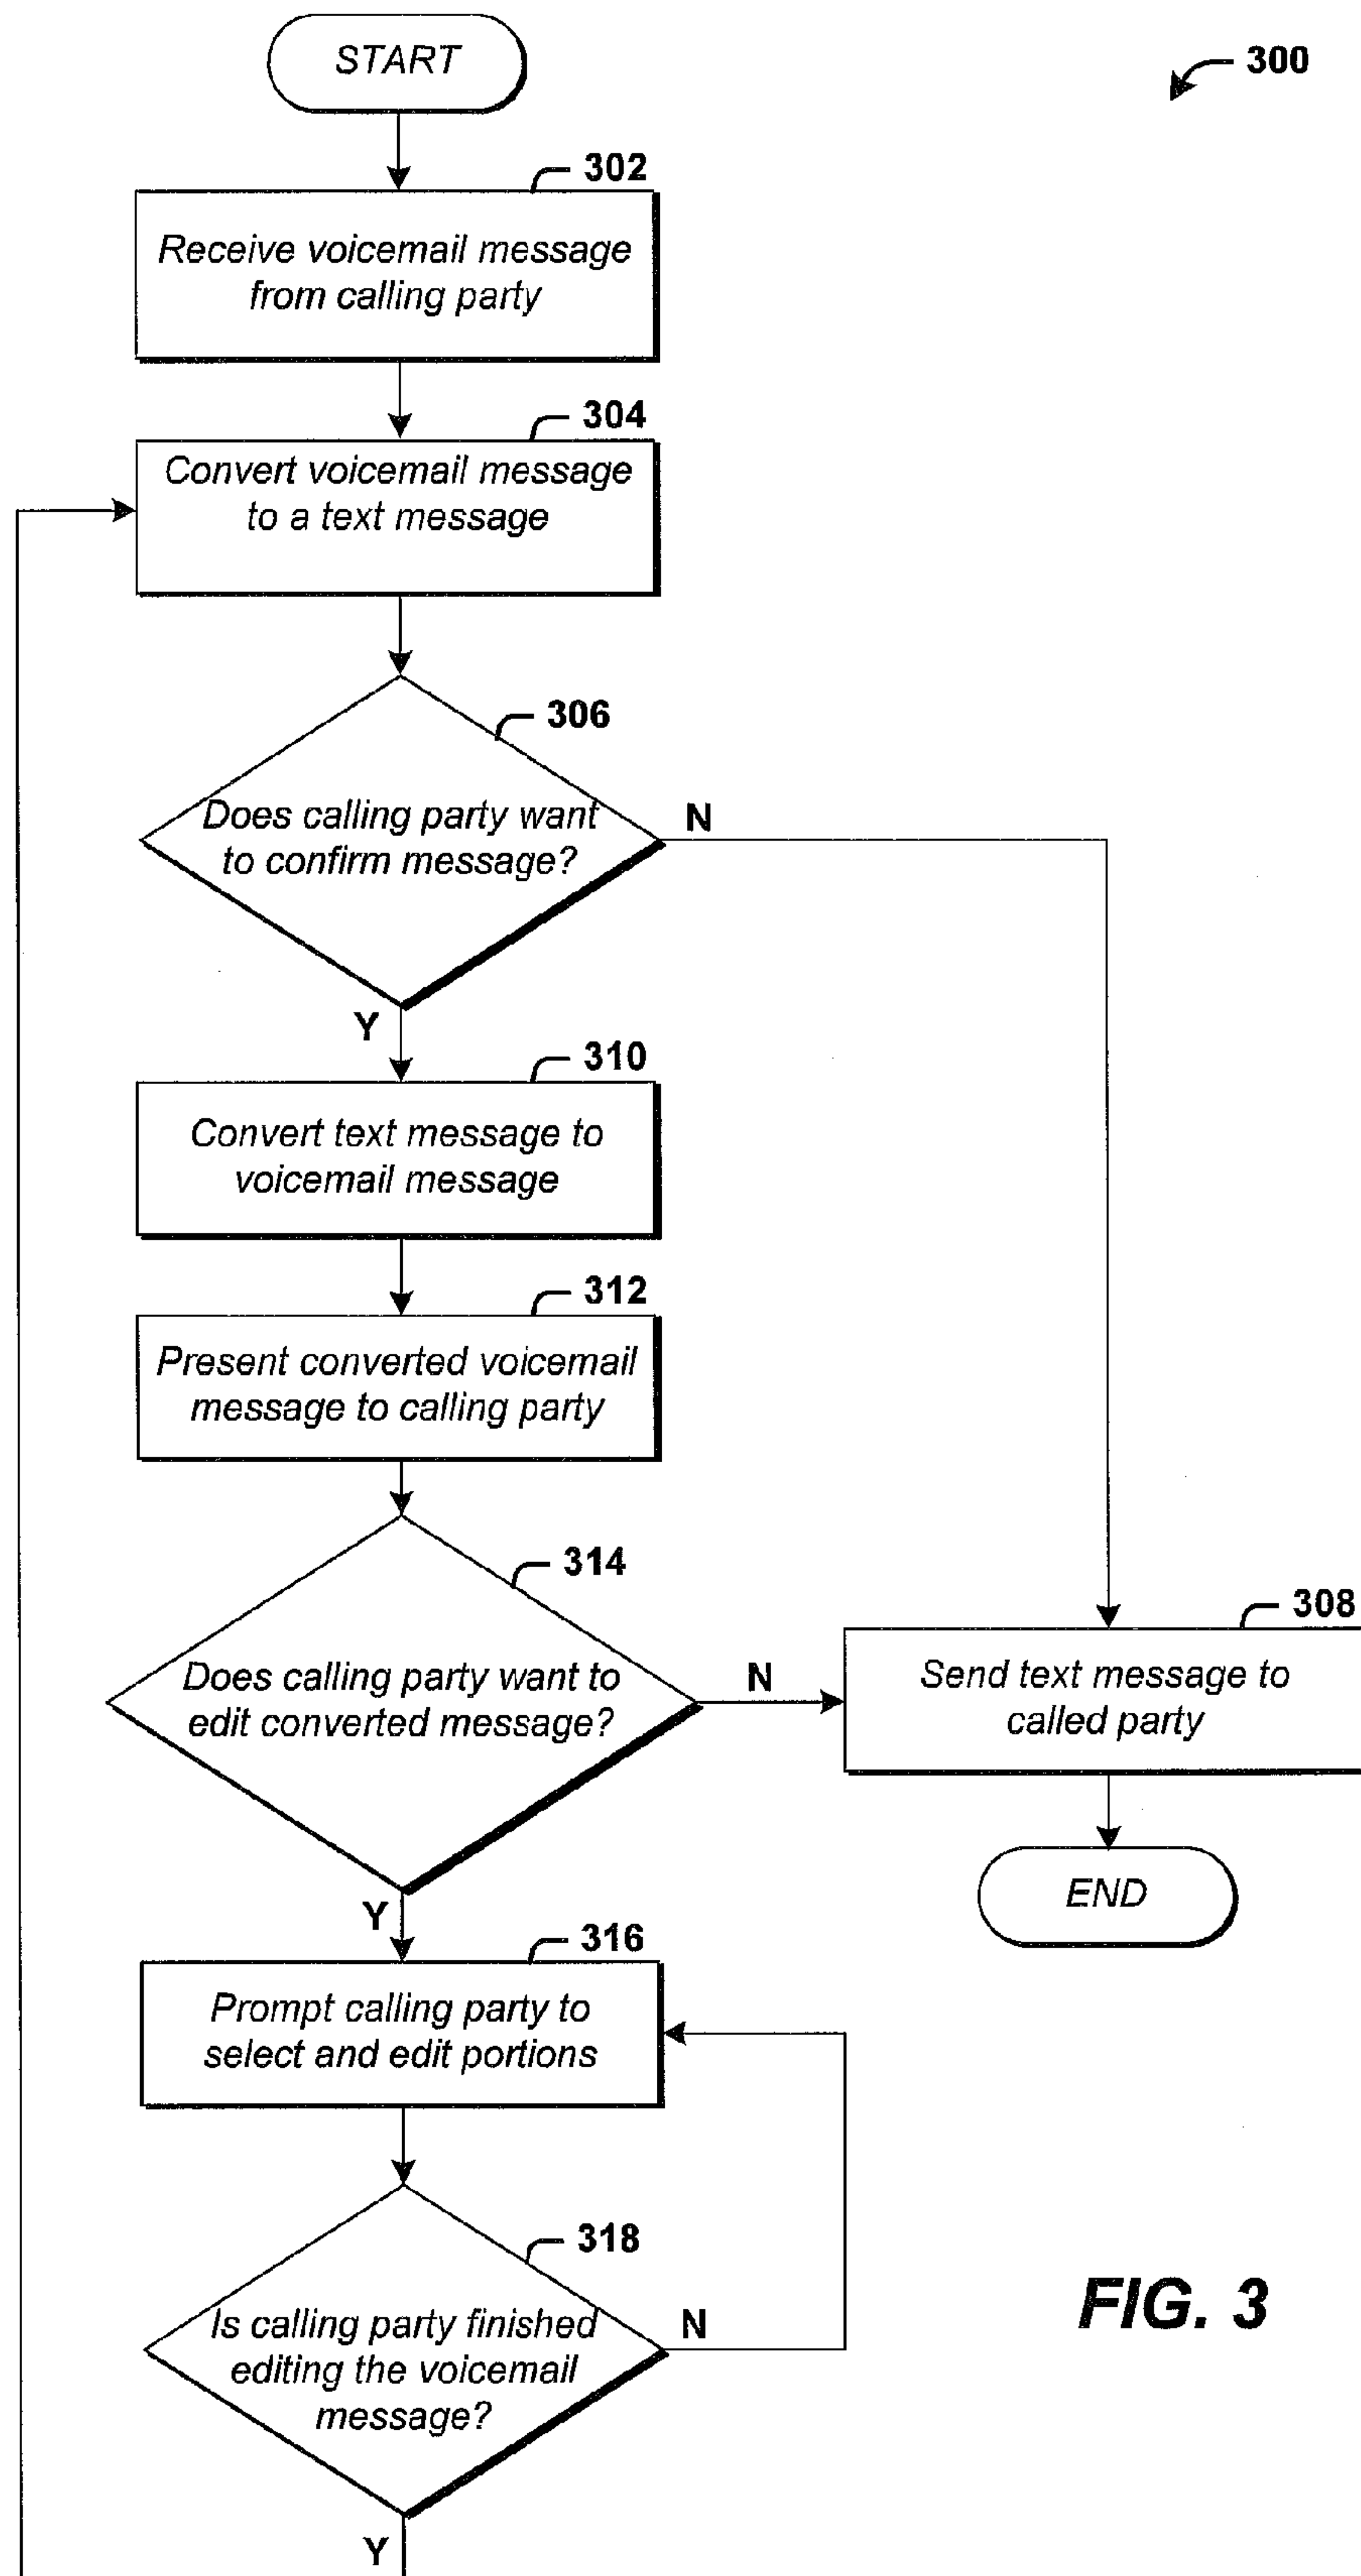 START
300
302
Receive voicemail message
from calling party
304
Convert voicemail message
to a text message
306
Does calling party want
to confirm message?
N
Y
310
Convert text message to
voicemail message
312
Present converted voicemail
message to calling party
314
Does calling party want to
edit converted message?
N
308
Send text message to
called party
END
Y
316
Prompt calling party to
select and edit portions
318
Is calling party finished
editing the voicemail
message?
N
Y
FIG. 3